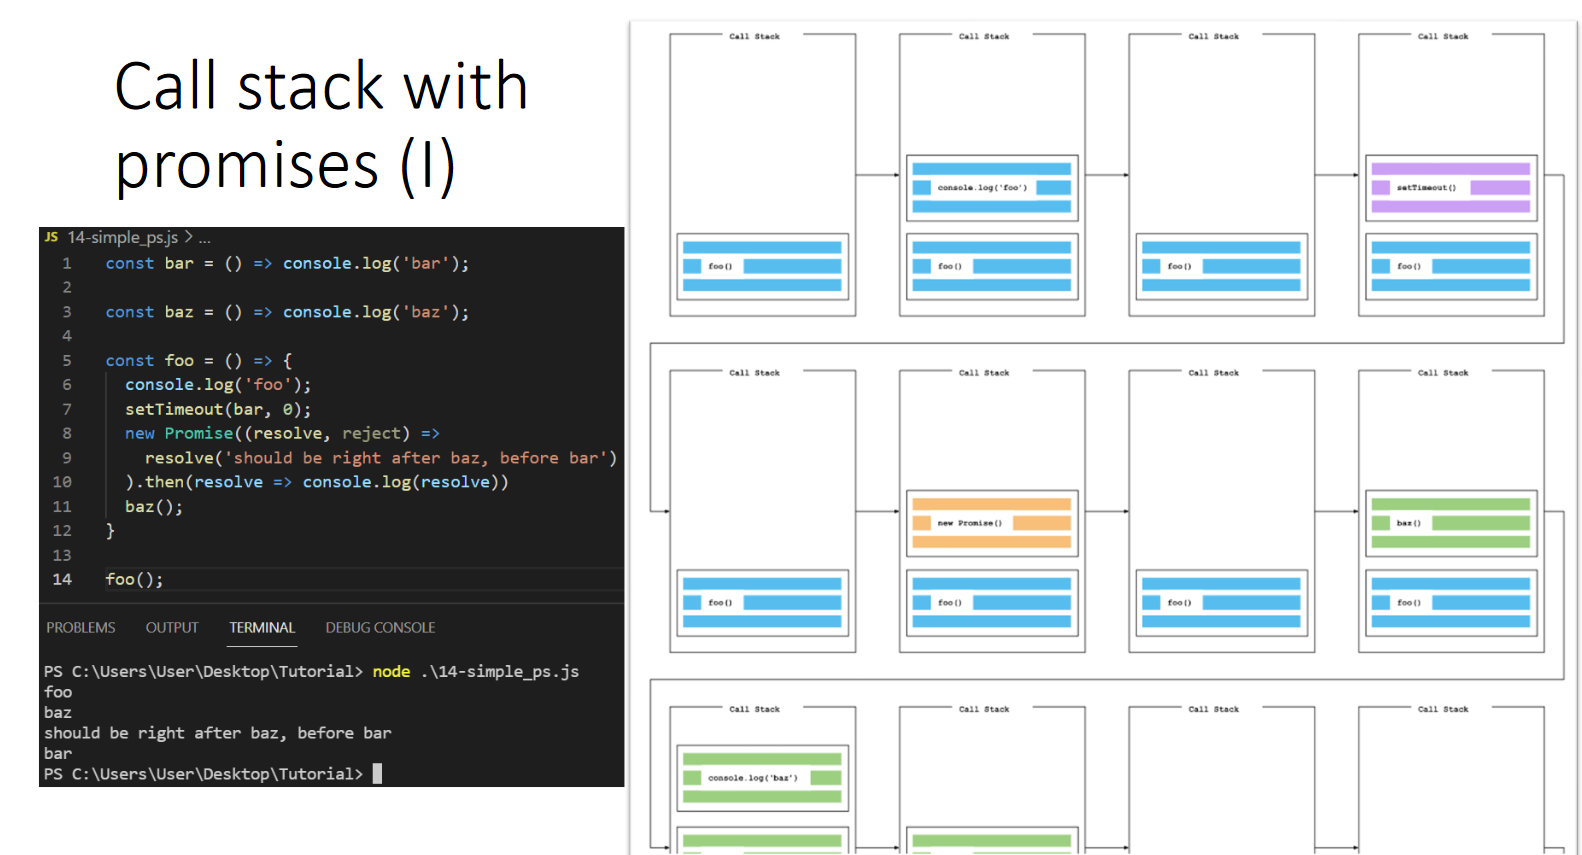 Call stack with
promises (I)
JS 14-simple_ps.js > ...
1 const bar = () => console.log('bar');
2
3 const baz = () => console.log('baz');
4
5 const foo = () => {
6 console.log('foo');
7 setTimeout(bar, 0);
8 new Promise((resolve, reject) =>
9 resolve('should be right after baz, before bar')
10 ).then(resolve => console.log(resolve))
11 baz();
12 }
13
14 foo();
PROBLEMS OUTPUT TERMINAL DEBUG CONSOLE
PS C:\Users\User\Desktop\Tutorial> node .\14-simple_ps.js
foo
baz
should be right after baz, before bar
bar
PS C:\Users\User\Desktop\Tutorial>
Call Stack Call Stack Call Stack Call Stack
console.log('foo') setTimeout()
foo() foo() foo() foo()
Call Stack Call Stack Call Stack Call Stack
new Promise() baz()
foo() foo() foo() foo()
Call Stack Call Stack Call Stack Call Stack
console.log('baz')